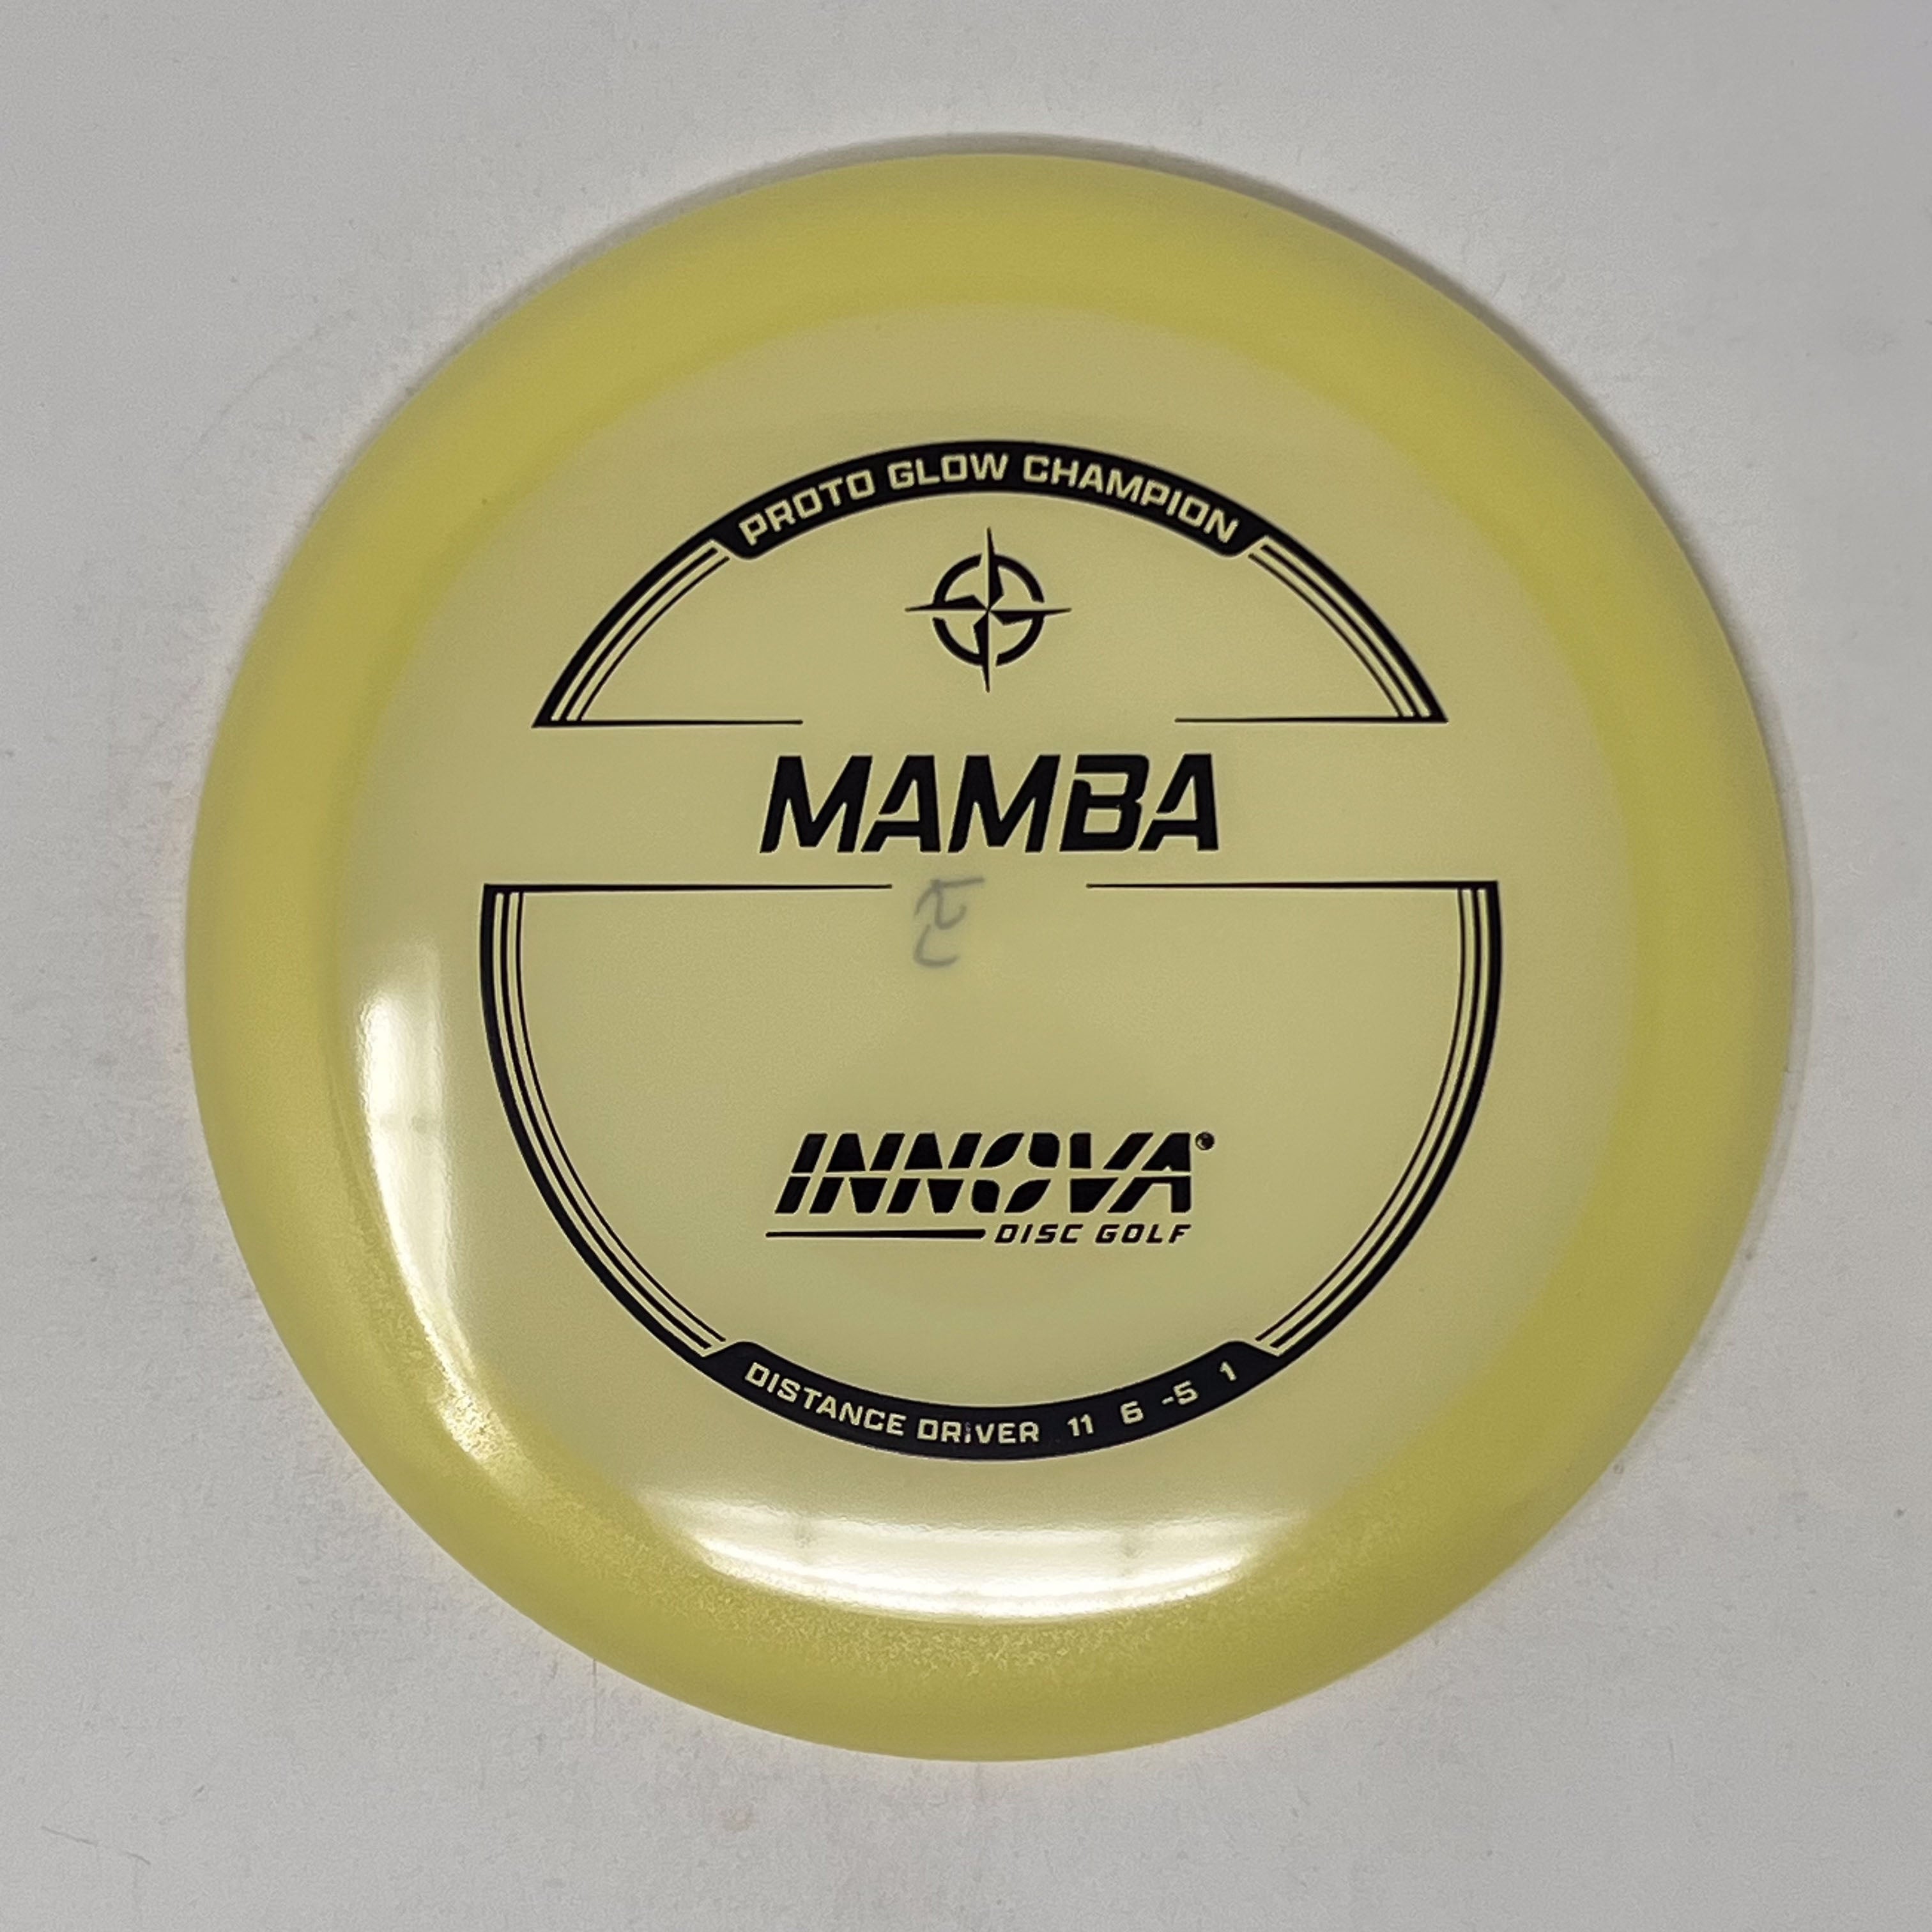 PROTO GLOW CHAMPION
MAMBA
INNOVA®
DISC GOLF
DISTANCE DRIVER 11 6 -5 1